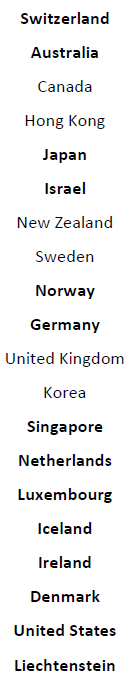 Switzerland
Australia
Canada
Hong Kong
Japan
Israel
New Zealand
Sweden
Norway
Germany
United Kingdom
Korea
Singapore
Netherlands
Luxembourg
Iceland
Ireland
Denmark
United States
Liechtenstein